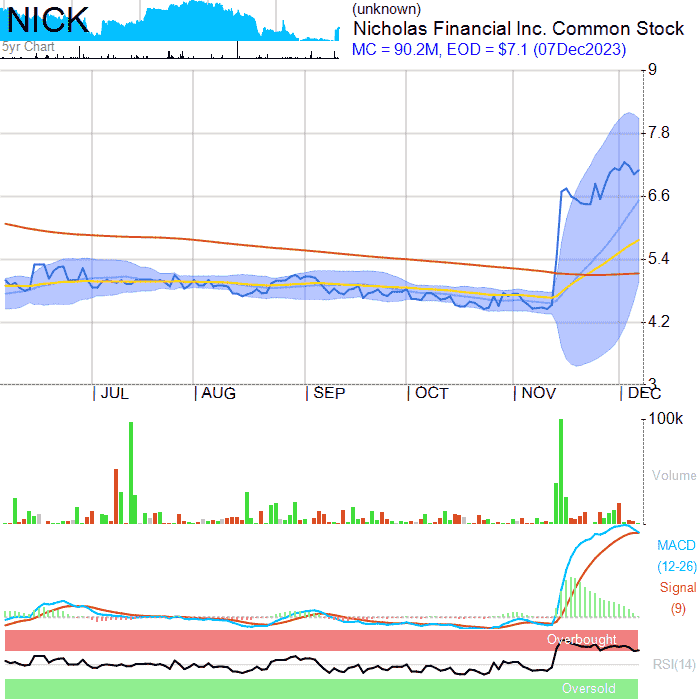 NICK
5yr Chart
(unknown)
Nicholas Financial Inc. Common Stock
MC = 90.2M, EOD = $7.1 (07Dec2023)
9
7.8
6.6
5.4
4.2
3
JUL AUG SEP OCT NOV DEC
100k
Volume
MACD
(12-26)
Signal
(9)
Overbought
RSI(14)
Oversold